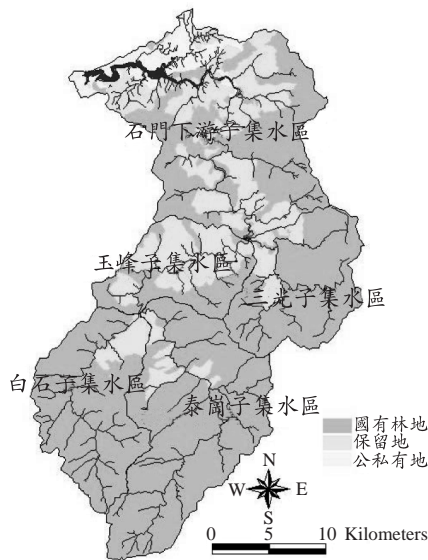 石門下游子集水區
玉峰子集水區
三光子集水區
白石子集水區
泰崗子集水區
國有林地
保留地
公私有地
N
W E
S
0 5 10 Kilometers